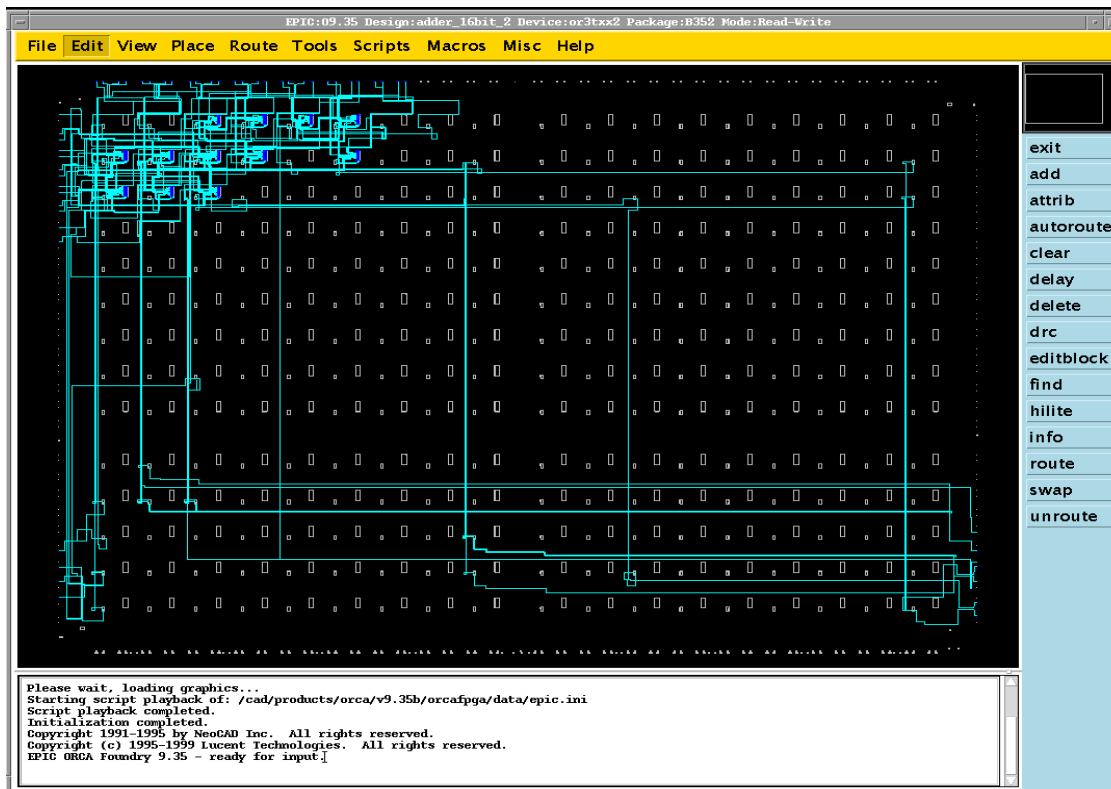 EPIC:09.35 Design:adder_16bit_2 Device:or3txx2 Package:B352 Mode:Read-Write
File Edit View Place Route Tools Scripts Macros Misc Help
exit
add
attrib
autoroute
clear
delay
delete
drc
editblock
find
hilite
info
route
swap
unroute
Please wait, loading graphics...
Starting script playback of: /cad/products/orca/v9.35b/orcafpga/data/epic.ini
Script playback completed.
Initialization completed.
Copyright 1991-1995 by NeoCAD Inc.  All rights reserved.
Copyright (c) 1995-1999 Lucent Technologies.  All rights reserved.
EPIC ORCA Foundry 9.35 - ready for input.